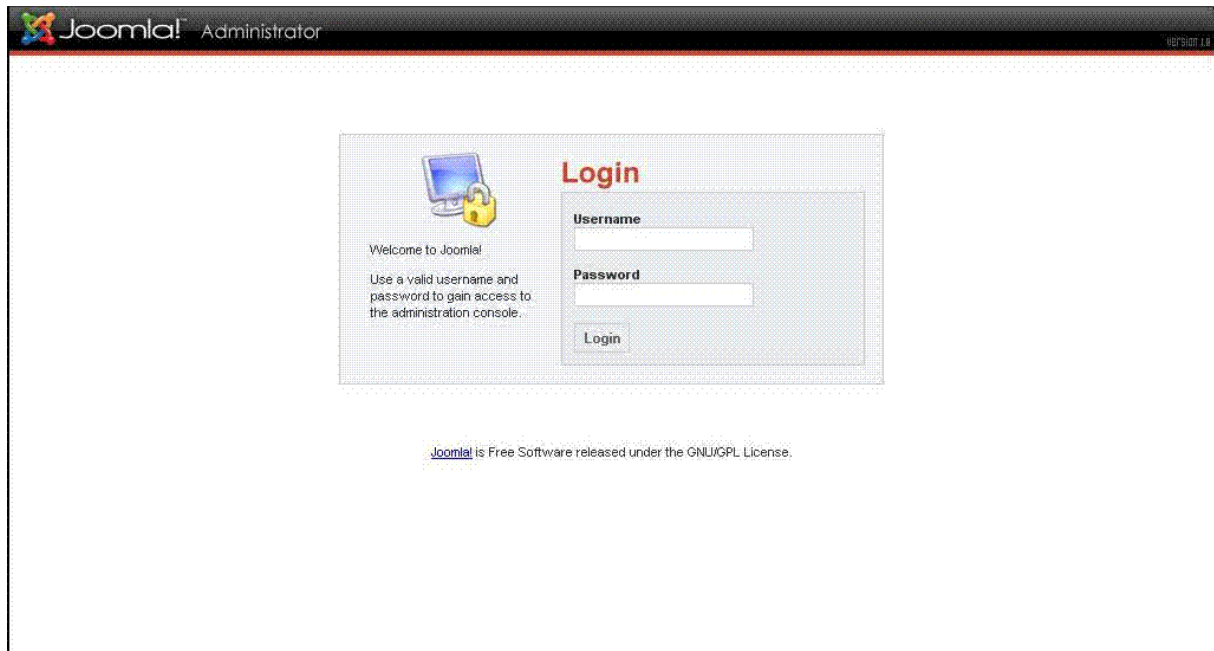 Joomla! Administrator
Login
Username
Welcome to Joomla!
Use a valid username and
password to gain access to
the administration console.
Password
Login
Joomla! is Free Software released under the GNU/GPL License.